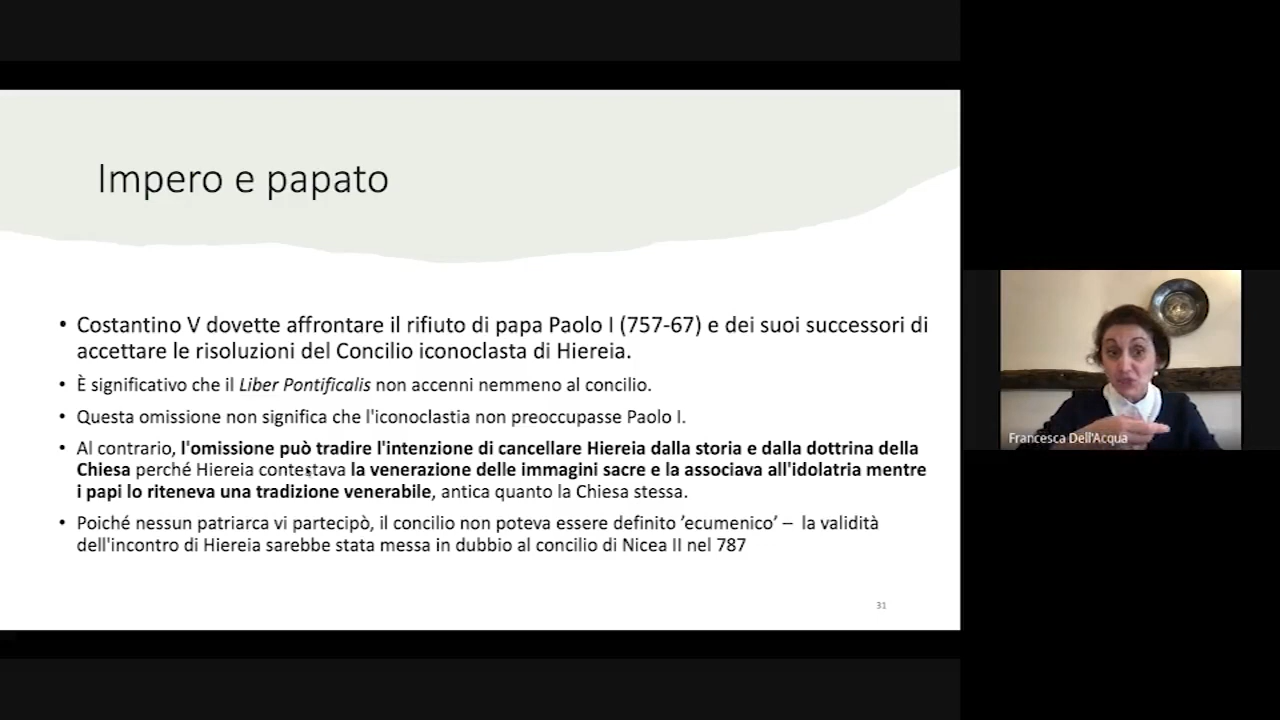 Impero e papato
• Costantino V dovette affrontare il rifiuto di papa Paolo I (757-67) e dei suoi successori di
accettare le risoluzioni del Concilio iconoclasta di Hiereia.
• È significativo che il Liber Pontificalis non accenni nemmeno al concilio.
• Questa omissione non significa che l'iconoclastia non preoccupasse Paolo I.
• Al contrario, l'omissione può tradire l'intenzione di cancellare Hiereia dalla storia e dalla dottrina della
Chiesa perché Hiereia contestava la venerazione delle immagini sacre e la associava all'idolatria mentre
i papi lo riteneva una tradizione venerabile, antica quanto la Chiesa stessa.
• Poiché nessun patriarca vi partecipò, il concilio non poteva essere definito ’ecumenico’ – la validità
dell'incontro di Hiereia sarebbe stata messa in dubbio al concilio di Nicea II nel 787
31
Francesca Dell'Acqua